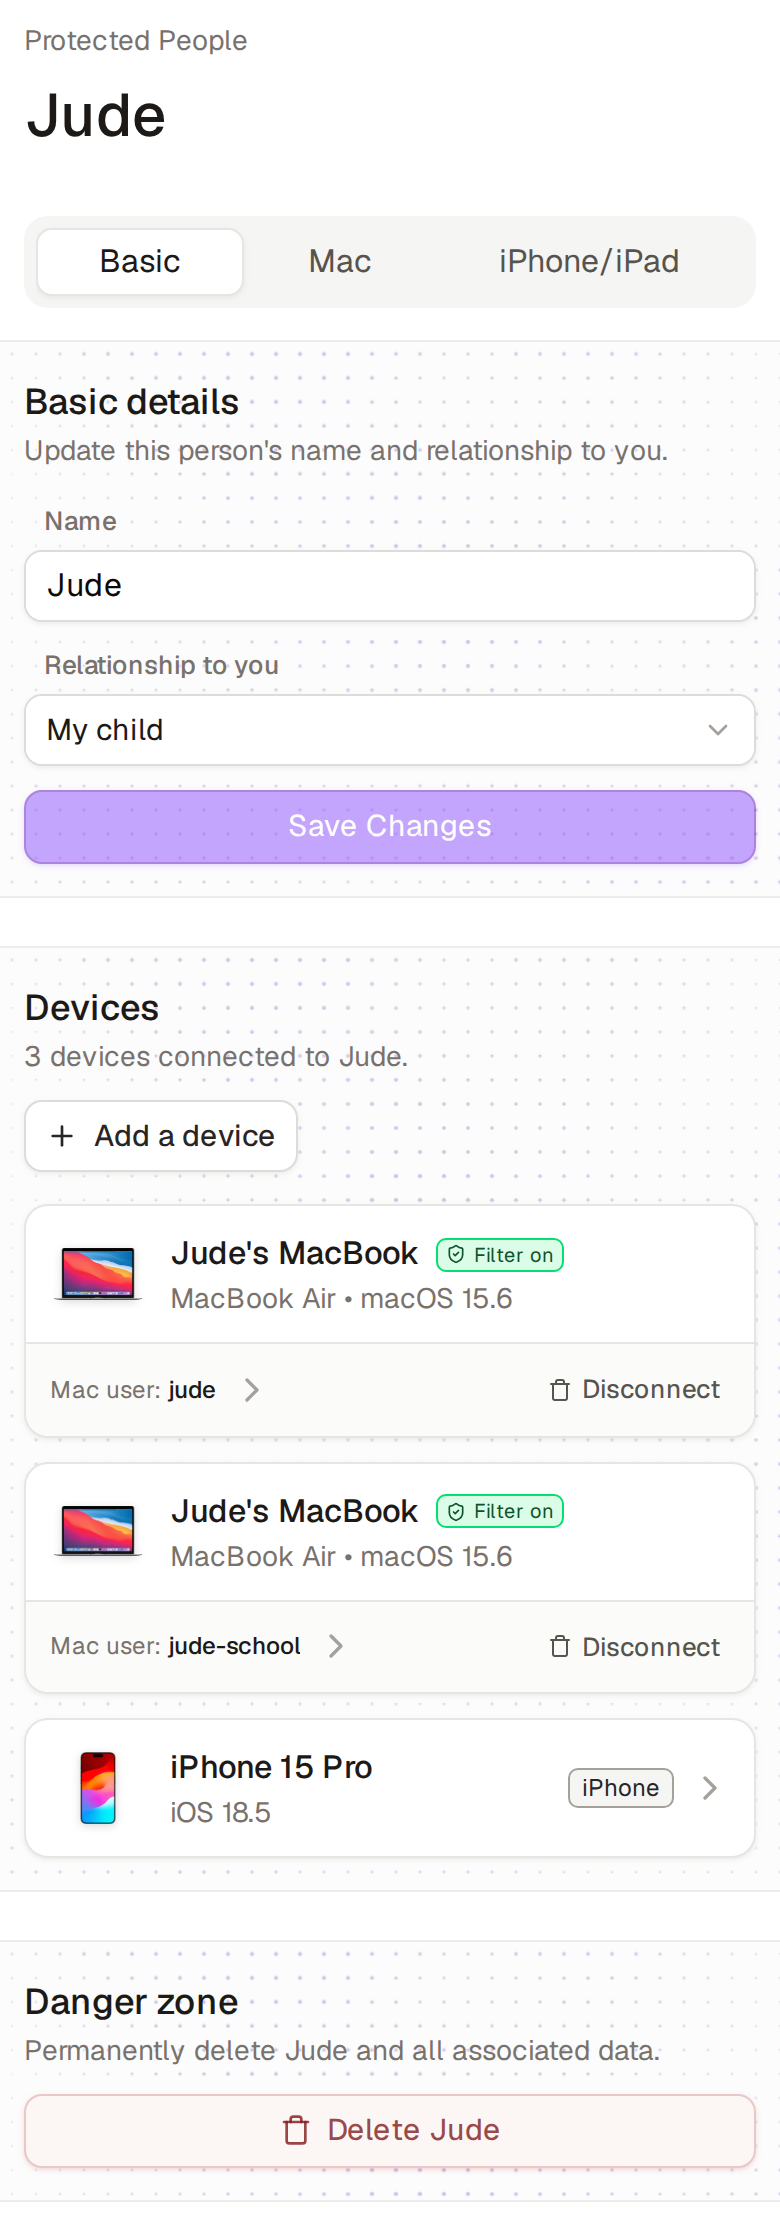 Protected People
Jude
Basic
Mac
iPhone/iPad
Basic details
Update this person's name and relationship to you.
Name
Jude
Relationship to you
My child
Save Changes
Devices
3 devices connected to Jude.
Add a device
Jude's MacBook
Filter on
MacBook Air • macOS 15.6
Mac user: jude
Disconnect
Jude's MacBook
Filter on
MacBook Air • macOS 15.6
Mac user: jude-school
Disconnect
iPhone 15 Pro
iPhone
iOS 18.5
Danger zone
Permanently delete Jude and all associated data.
Delete Jude